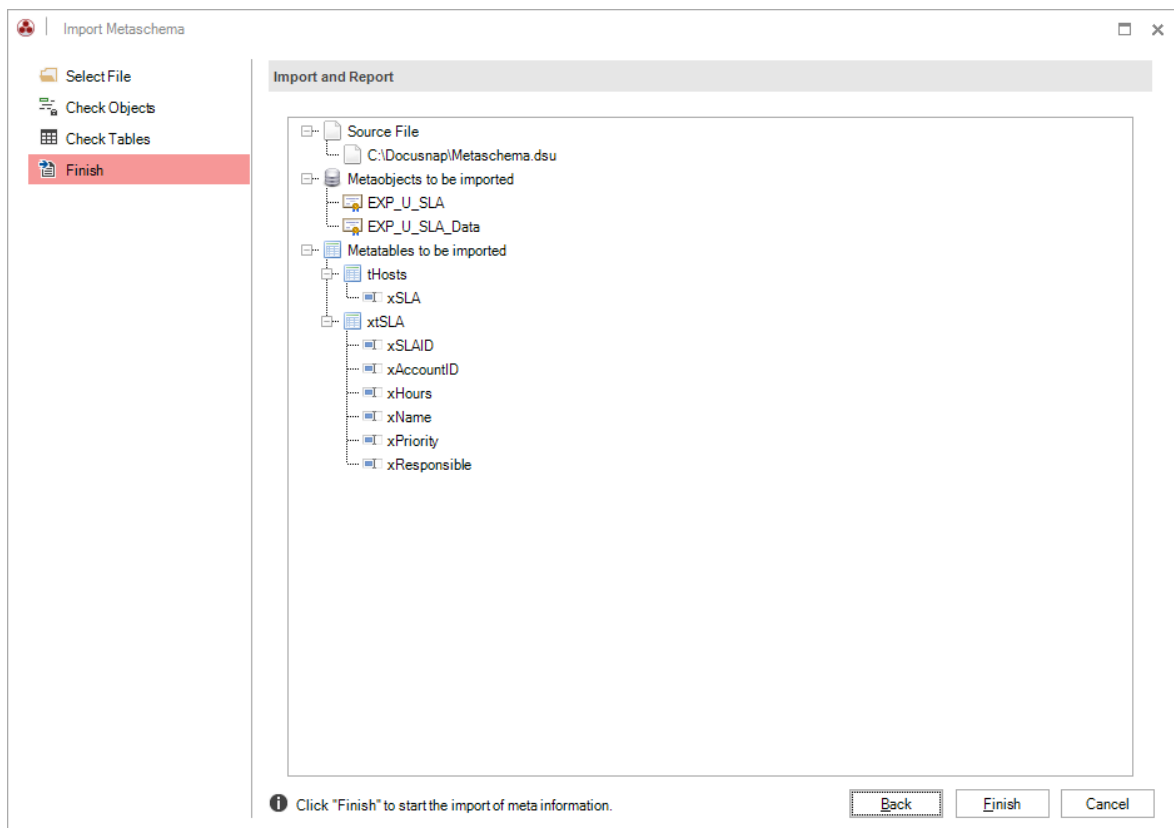 Import Metaschema
Select File
Check Objects
Check Tables
Finish
Import and Report
Source File
C:\Docusnap\Metaschema.dsu
Metaobjects to be imported
EXP_U_SLA
EXP_U_SLA_Data
Metatables to be imported
tHosts
xSLA
xtSLA
xSLAID
xAccountID
xHours
xName
xPriority
xResponsible
Click "Finish" to start the import of meta information.
Back
Finish
Cancel